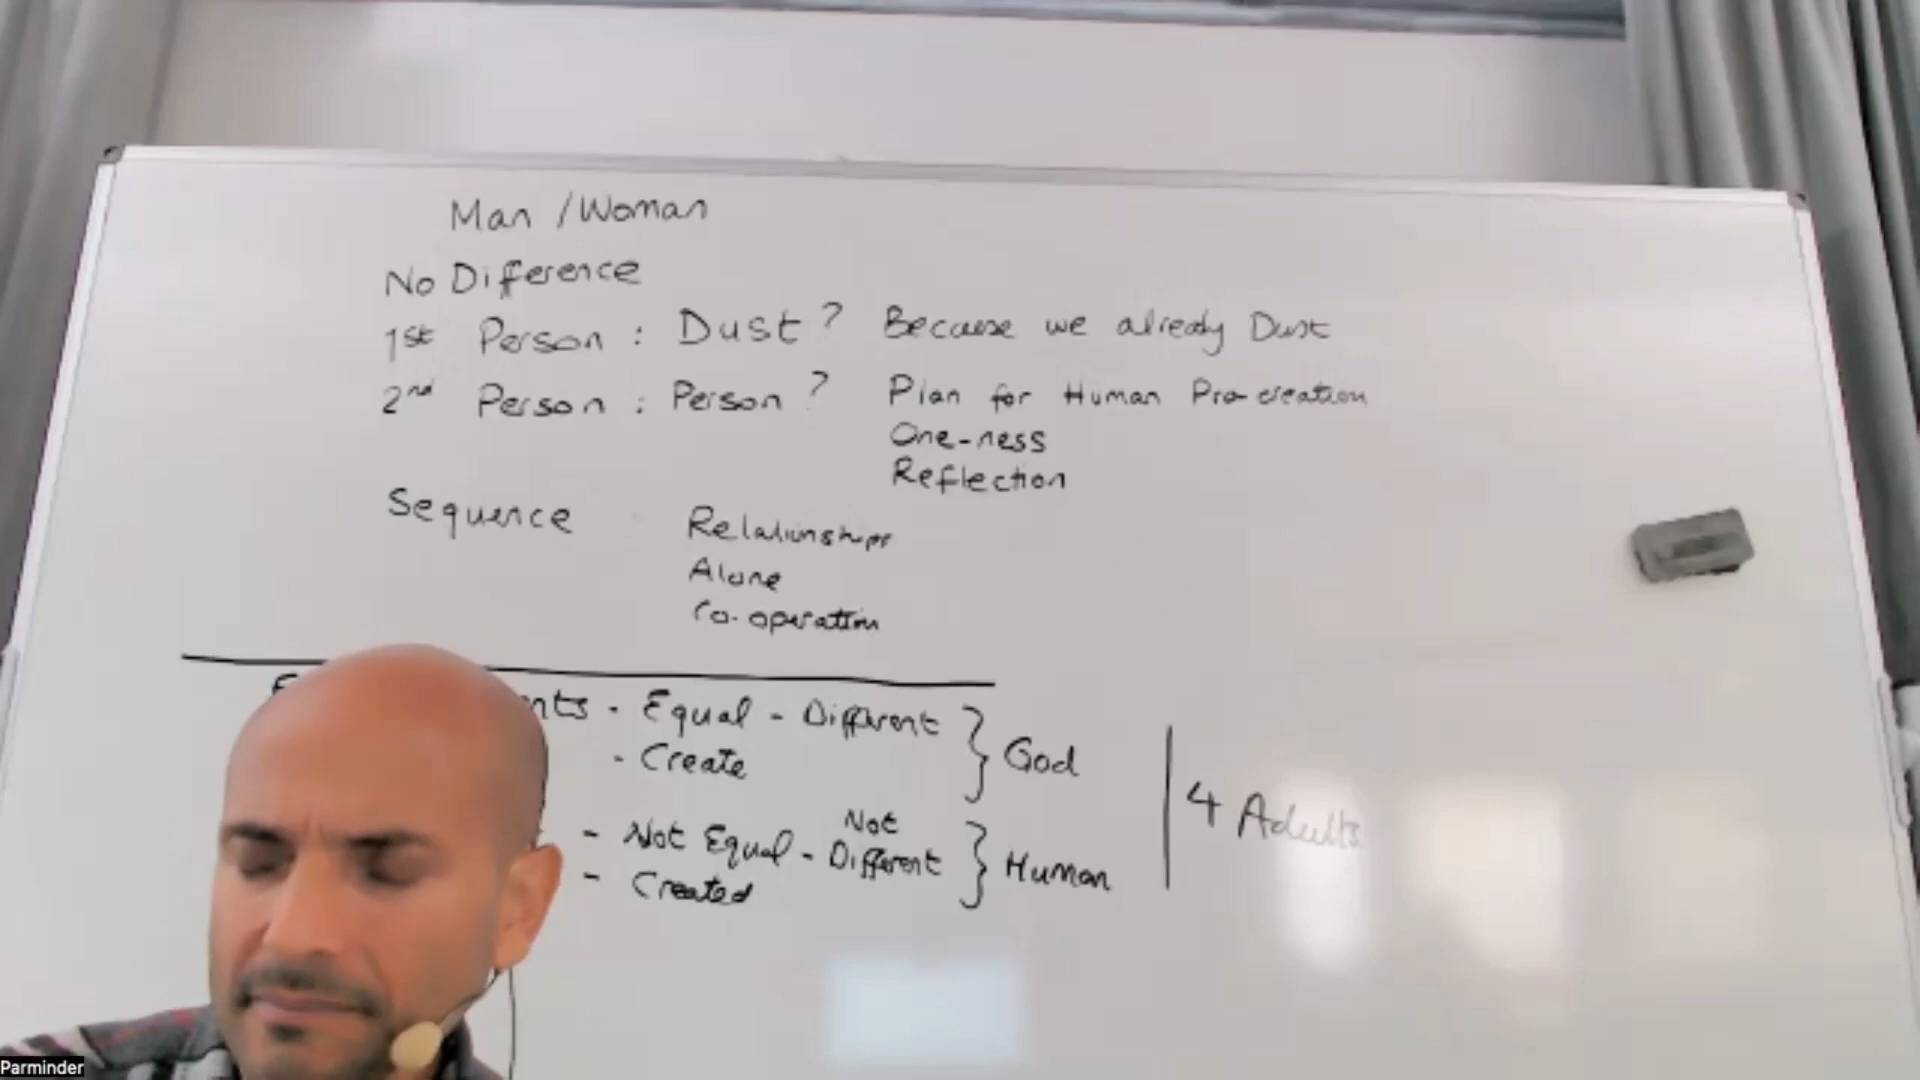 Man / Woman
No Difference
1st Person : Dust ? Because we already Dust
2nd Person : Person ? Plan for Human Pro-creation
One-ness
Reflection
Sequence Relationships
Alone
Co-operation
- Equal - Different } God
- Create
4 Adults
- Not Equal - Not Different } Human
- Created
Parminder